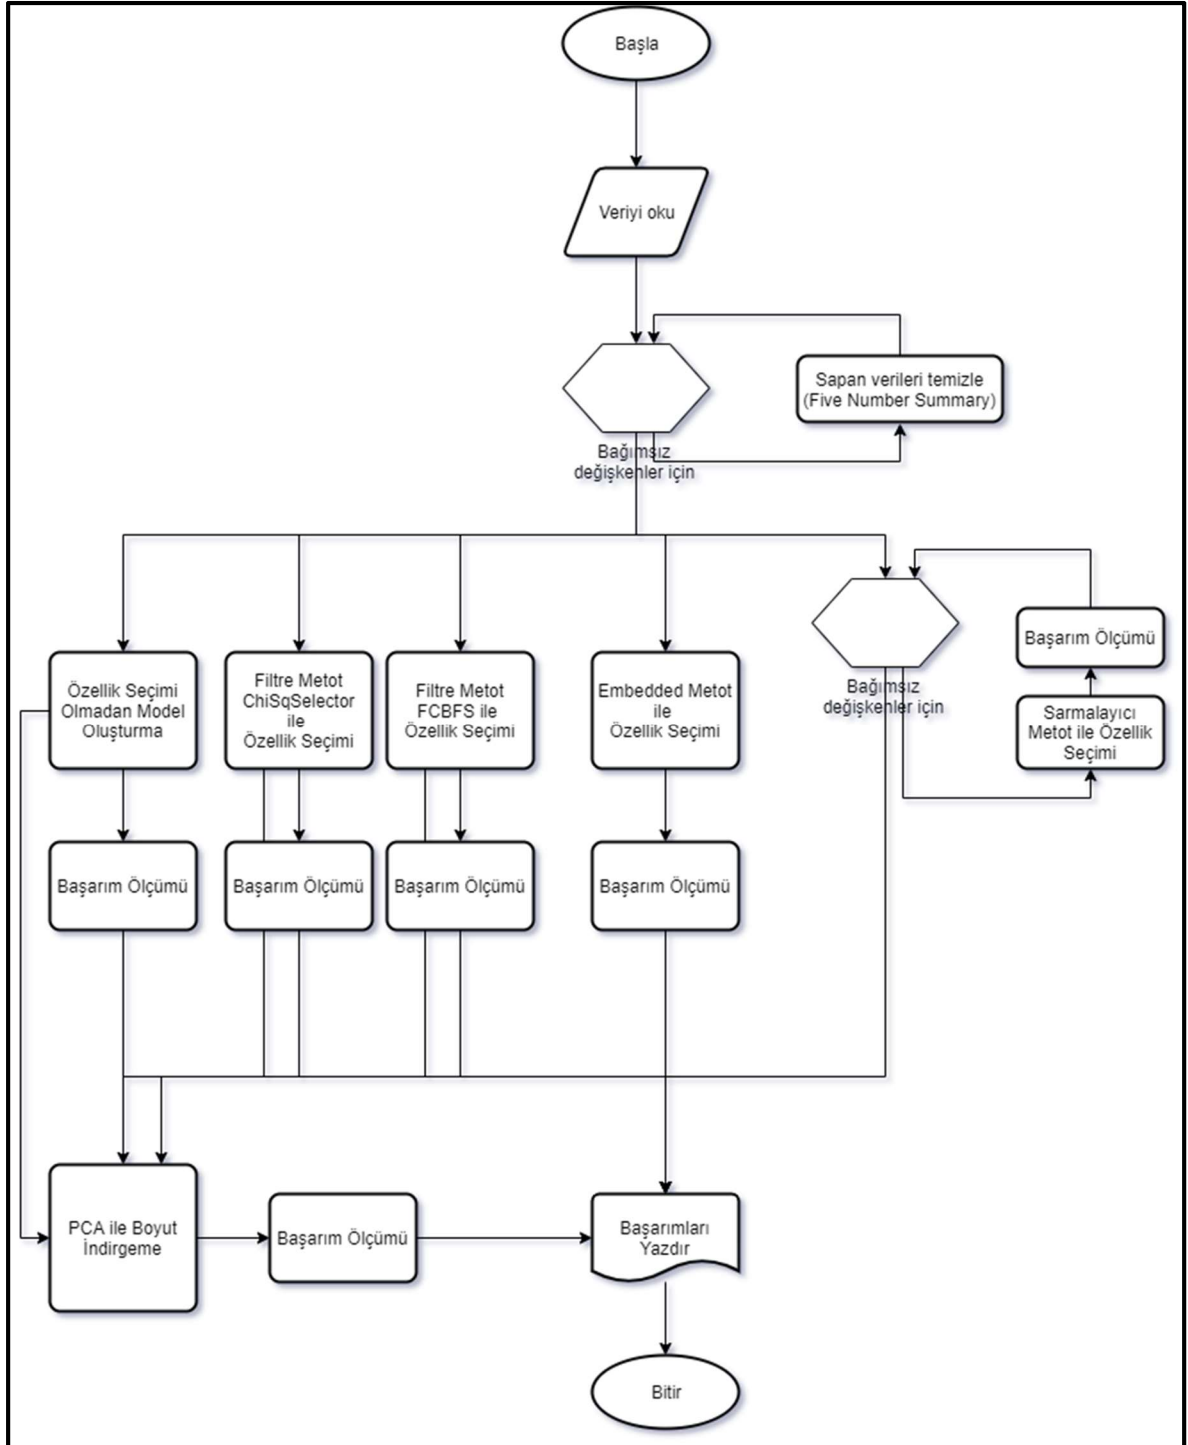 Başla
Veriyi oku
Sapan verileri temizle
(Five Number Summary)
Bağımsız
değişkenler için
Özellik Seçimi
Olmadan Model
Oluşturma
Filtre Metot
ChiSqSelector
ile
Özellik Seçimi
Filtre Metot
FCBFS ile
Özellik Seçimi
Embedded Metot
ile
Özellik Seçimi
Bağımsız
değişkenler için
Başarım Ölçümü
Sarmalayıcı
Metot ile Özellik
Seçimi
Başarım Ölçümü
Başarım Ölçümü
Başarım Ölçümü
Başarım Ölçümü
PCA ile Boyut
İndirgeme
Başarım Ölçümü
Başarımları
Yazdır
Bitir